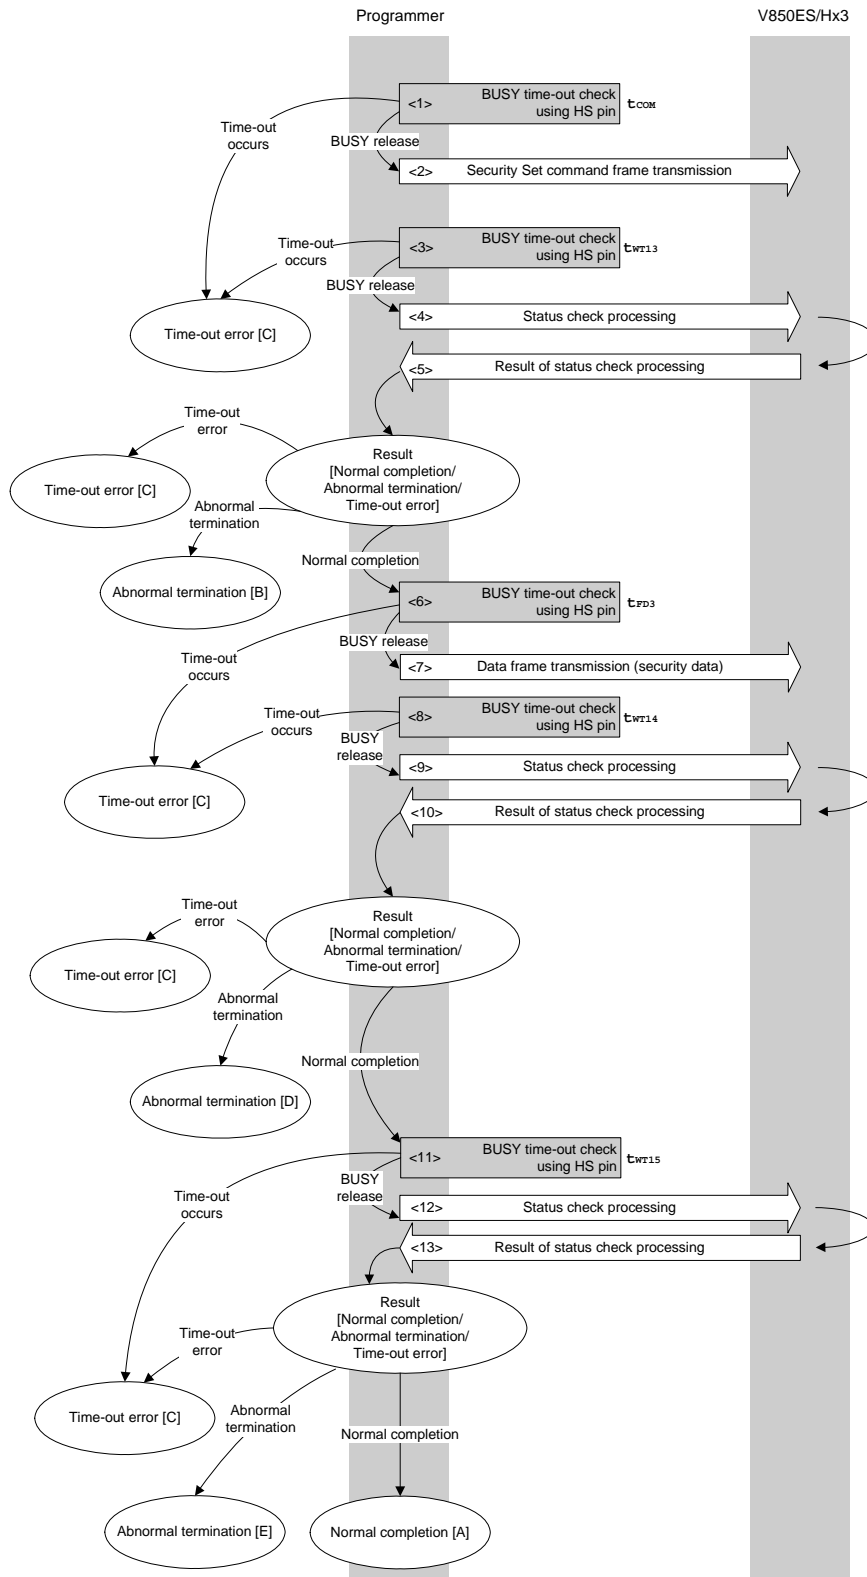 Programmer
V850ES/Hx3
<1>
BUSY time-out check
using HS pin
tCOM
Time-out
occurs
BUSY release
<2>
Security Set command frame transmission
<3>
BUSY time-out check
using HS pin
tWT13
Time-out
occurs
BUSY release
<4>
Status check processing
Time-out error [C]
<5>
Result of status check processing
Time-out
error
Result
[Normal completion/
Abnormal termination/
Time-out error]
Time-out error [C]
Abnormal
termination
Normal completion
Abnormal termination [B]
<6>
BUSY time-out check
using HS pin
tFD3
BUSY release
Time-out
occurs
<7>
Data frame transmission (security data)
<8>
BUSY time-out check
using HS pin
tWT14
Time-out
occurs
BUSY
release
<9>
Status check processing
Time-out error [C]
<10>
Result of status check processing
Time-out
error
Result
[Normal completion/
Abnormal termination/
Time-out error]
Time-out error [C]
Abnormal
termination
Normal completion
Abnormal termination [D]
<11>
BUSY time-out check
using HS pin
tWT15
BUSY
release
Time-out
occurs
<12>
Status check processing
<13>
Result of status check processing
Result
[Normal completion/
Abnormal termination/
Time-out error]
Time-out
error
Time-out error [C]
Abnormal
termination
Normal completion
Abnormal termination [E]
Normal completion [A]